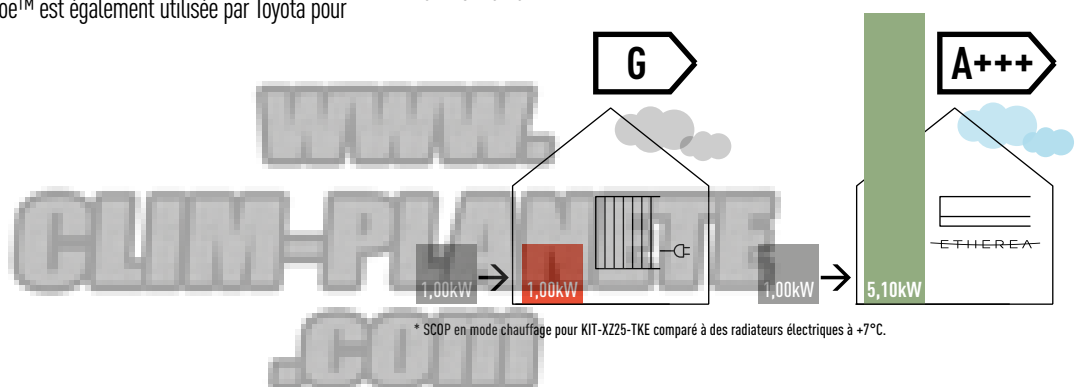 oe™ est également utilisée par Toyota pour
G
A+++
www.
CLIM-PLANETE
.com
ETHEREA
1,00kW
1,00kW
1,00kW
5,10kW
* SCOP en mode chauffage pour KIT-XZ25-TKE comparé à des radiateurs électriques à +7°C.